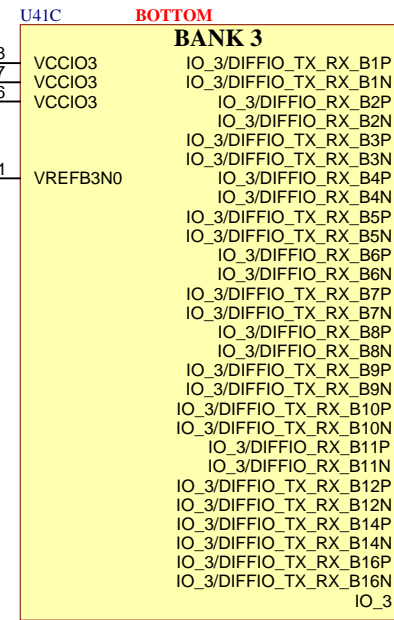 U41C BOTTOM
BANK 3
VCCIO3 IO_3/DIFFIO_TX_RX_B1P
VCCIO3 IO_3/DIFFIO_TX_RX_B1N
VCCIO3 IO_3/DIFFIO_RX_B2P
IO_3/DIFFIO_RX_B2N
IO_3/DIFFIO_TX_RX_B3P
IO_3/DIFFIO_TX_RX_B3N
VREFB3N0 IO_3/DIFFIO_RX_B4P
IO_3/DIFFIO_RX_B4N
IO_3/DIFFIO_TX_RX_B5P
IO_3/DIFFIO_TX_RX_B5N
IO_3/DIFFIO_RX_B6P
IO_3/DIFFIO_RX_B6N
IO_3/DIFFIO_TX_RX_B7P
IO_3/DIFFIO_TX_RX_B7N
IO_3/DIFFIO_RX_B8P
IO_3/DIFFIO_RX_B8N
IO_3/DIFFIO_TX_RX_B9P
IO_3/DIFFIO_TX_RX_B9N
IO_3/DIFFIO_TX_RX_B10P
IO_3/DIFFIO_TX_RX_B10N
IO_3/DIFFIO_RX_B11P
IO_3/DIFFIO_RX_B11N
IO_3/DIFFIO_TX_RX_B12P
IO_3/DIFFIO_TX_RX_B12N
IO_3/DIFFIO_TX_RX_B14P
IO_3/DIFFIO_TX_RX_B14N
IO_3/DIFFIO_TX_RX_B16P
IO_3/DIFFIO_TX_RX_B16N
IO_3